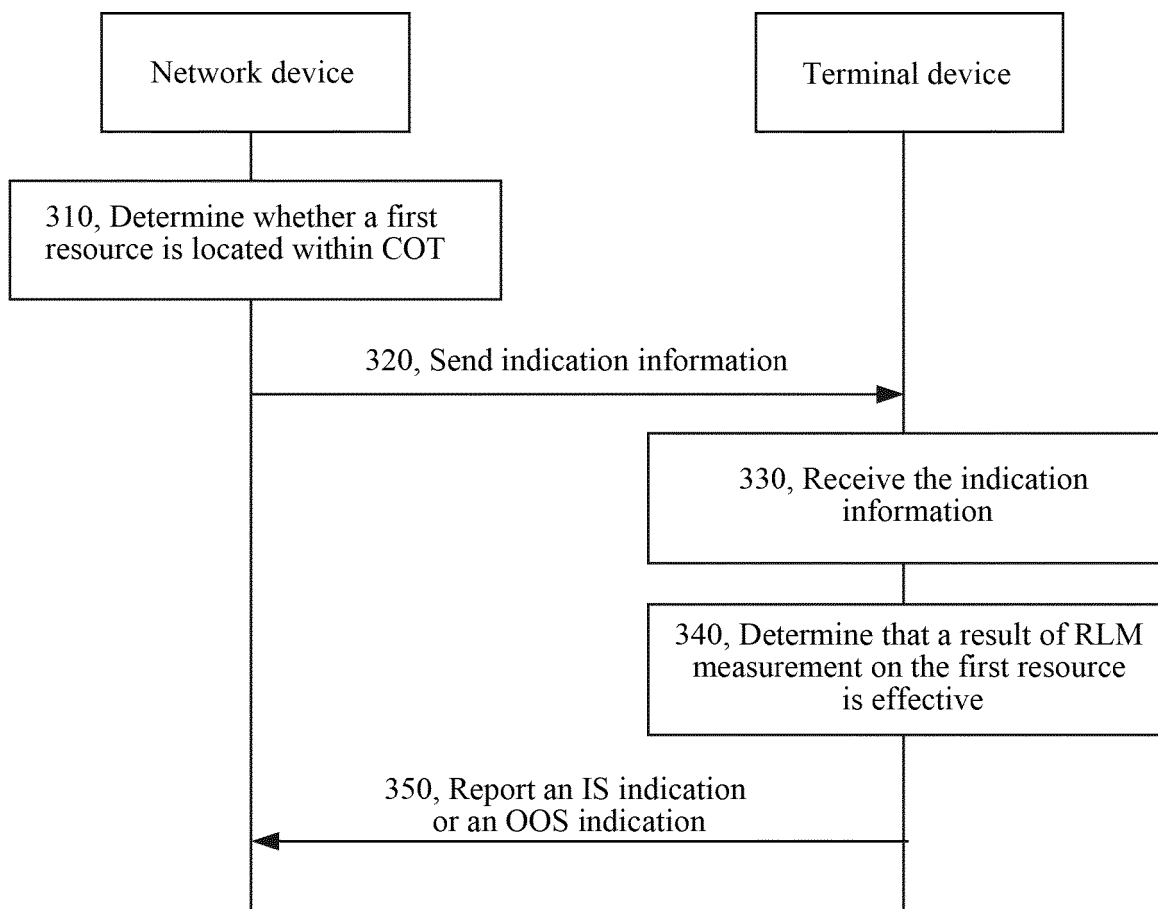 Network device
Terminal device
310, Determine whether a first
resource is located within COT
320, Send indication information
330, Receive the indication
information
340, Determine that a result of RLM
measurement on the first resource
is effective
350, Report an IS indication
or an OOS indication